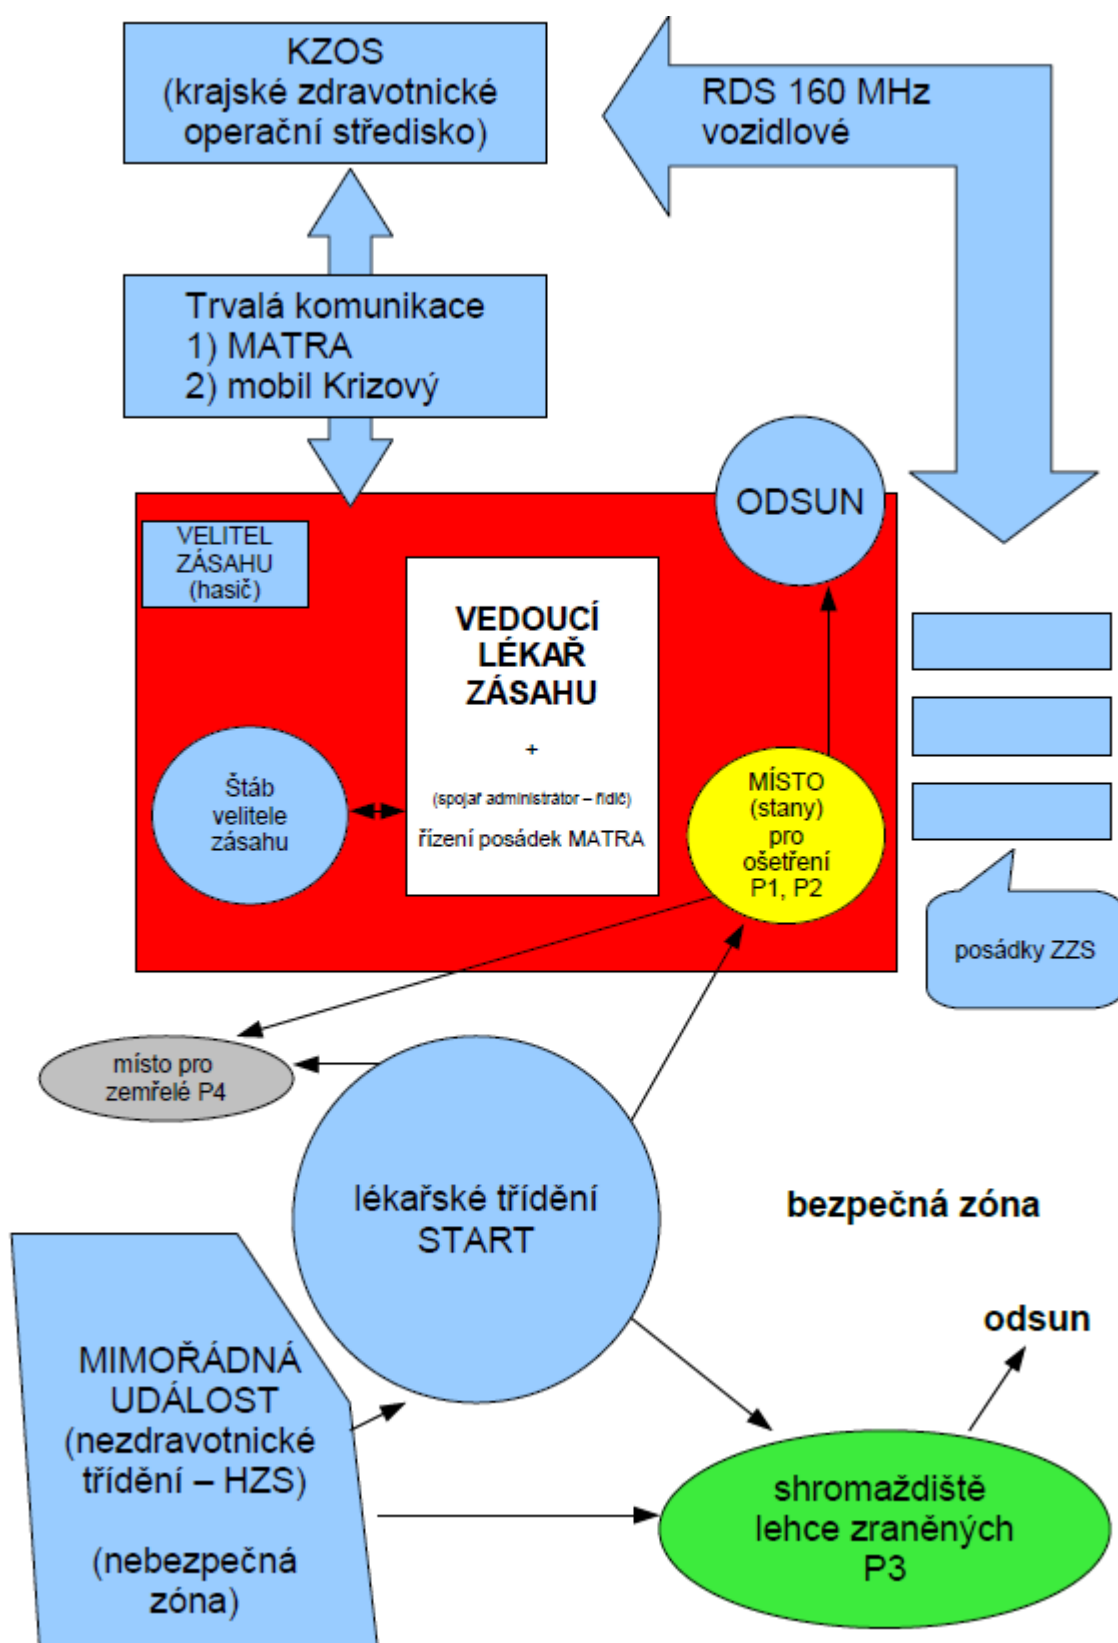 KZOS
(krajské zdravotnické
operační středisko)
RDS 160 MHz
vozidlové
Trvalá komunikace
1) MATRA
2) mobil Krizový
ODSUN
VELITEL
ZÁSAHU
(hasič)
VEDOUCÍ
LÉKAŘ
ZÁSAHU
+
(spojař administrátor – řidič)
řízení posádek MATRA
Štáb
velitele
zásahu
MÍSTO
(stany)
pro
ošetření
P1, P2
posádky ZZS
místo pro
zemřelé P4
lékařské třídění
START
bezpečná zóna
odsun
MIMOŘÁDNÁ
UDÁLOST
(nezdravotnické
třídění – HZS)
(nebezpečná
zóna)
shromaždiště
lehce zraněných
P3